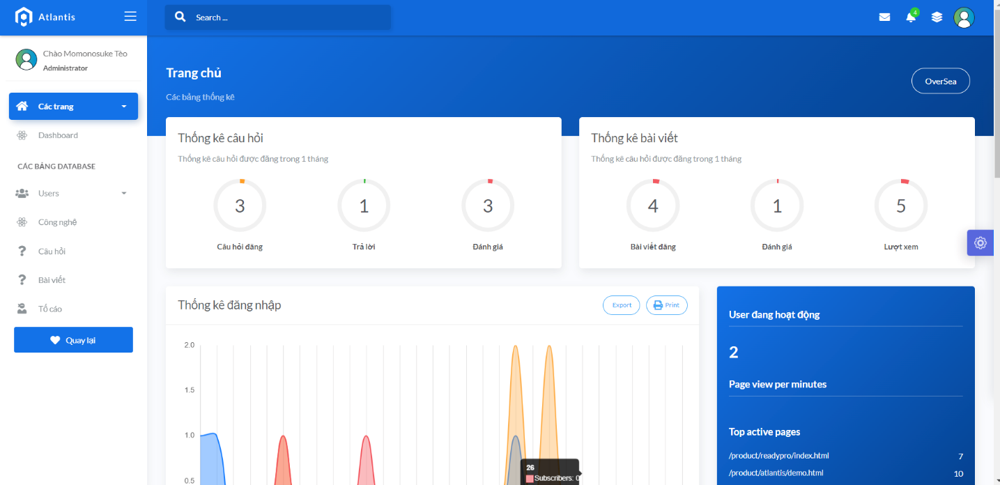 Atlantis
Search ...
4
Chào Momonosuke Tèo
Administrator
Các trang
Dashboard
CÁC BẢNG DATABASE
Users
Công nghệ
Câu hỏi
Bài viết
Tố cáo
Quay lại
Trang chủ
Các bảng thống kê
OverSea
Thống kê câu hỏi
Thống kê câu hỏi được đăng trong 1 tháng
3
1
3
Câu hỏi đăng
Trả lời
Đánh giá
Thống kê bài viết
Thống kê câu hỏi được đăng trong 1 tháng
4
1
5
Bài viết đăng
Đánh giá
Lượt xem
Thống kê đăng nhập
Export
Print
2.0
1.5
1.0
0.5
26
Subscribers: 0
User đang hoạt động
2
Page view per minutes
Top active pages
/product/readypro/index.html 7
/product/atlantis/demo.html 10